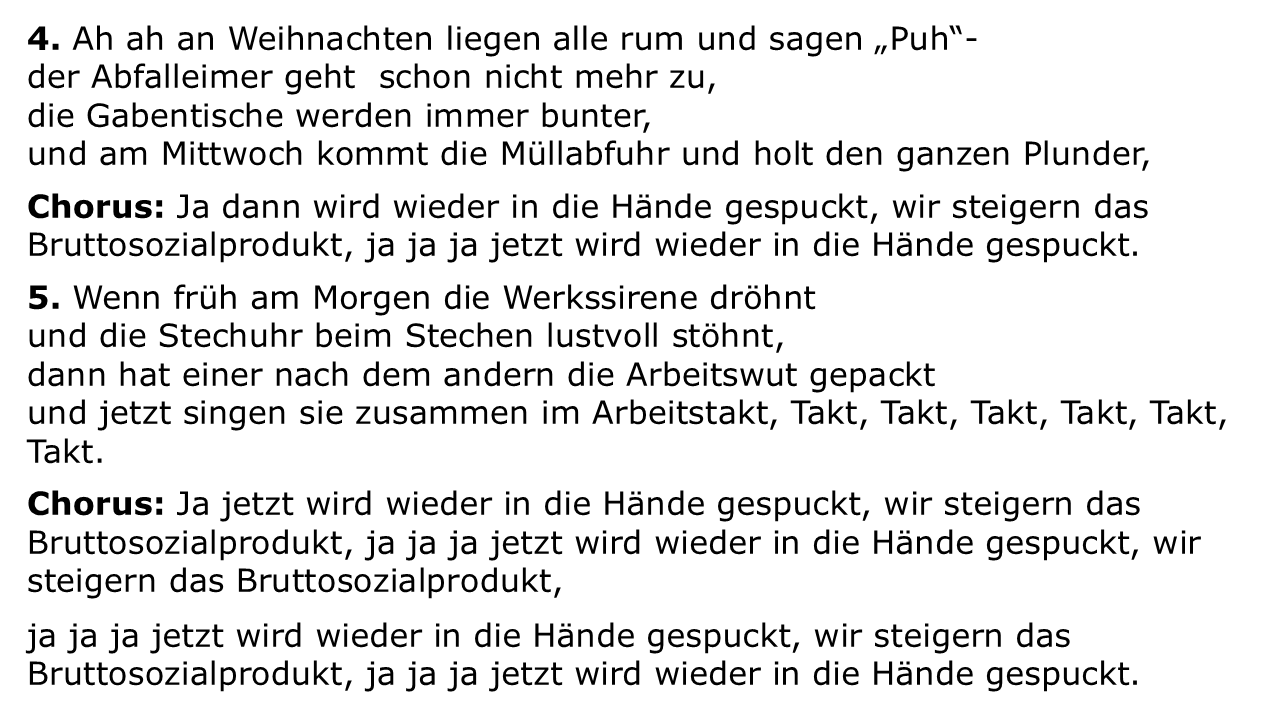 4. Ah ah an Weihnachten liegen alle rum und sagen „Puh“-
der Abfalleimer geht  schon nicht mehr zu,
die Gabentische werden immer bunter,
und am Mittwoch kommt die Müllabfuhr und holt den ganzen Plunder,
Chorus: Ja dann wird wieder in die Hände gespuckt, wir steigern das
Bruttosozialprodukt, ja ja ja jetzt wird wieder in die Hände gespuckt.
5. Wenn früh am Morgen die Werkssirene dröhnt
und die Stechuhr beim Stechen lustvoll stöhnt,
dann hat einer nach dem andern die Arbeitswut gepackt
und jetzt singen sie zusammen im Arbeitstakt, Takt, Takt, Takt, Takt, Takt,
Takt.
Chorus: Ja jetzt wird wieder in die Hände gespuckt, wir steigern das
Bruttosozialprodukt, ja ja ja jetzt wird wieder in die Hände gespuckt, wir
steigern das Bruttosozialprodukt,
ja ja ja jetzt wird wieder in die Hände gespuckt, wir steigern das
Bruttosozialprodukt, ja ja ja jetzt wird wieder in die Hände gespuckt.